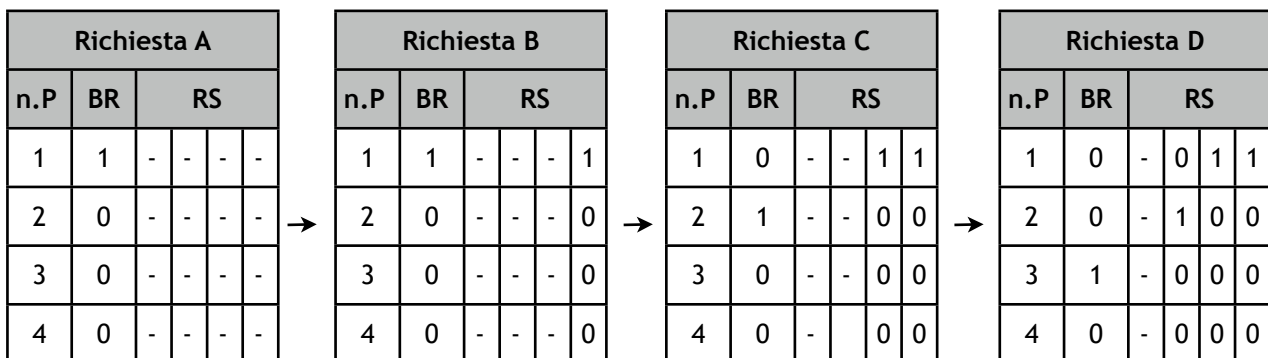 Richiesta A Richiesta B Richiesta C Richiesta D
n.P BR RS n.P BR RS n.P BR RS n.P BR RS
1 1 - - - - 1 1 - - - 1 1 0 - - 1 1 1 0 - 0 1 1
2 0 - - - - 2 0 - - - 0 2 1 - - 0 0 2 0 - 1 0 0
3 0 - - - - 3 0 - - - 0 3 0 - - 0 0 3 1 - 0 0 0
4 0 - - - - 4 0 - - - 0 4 0 - 0 0 4 0 - 0 0 0